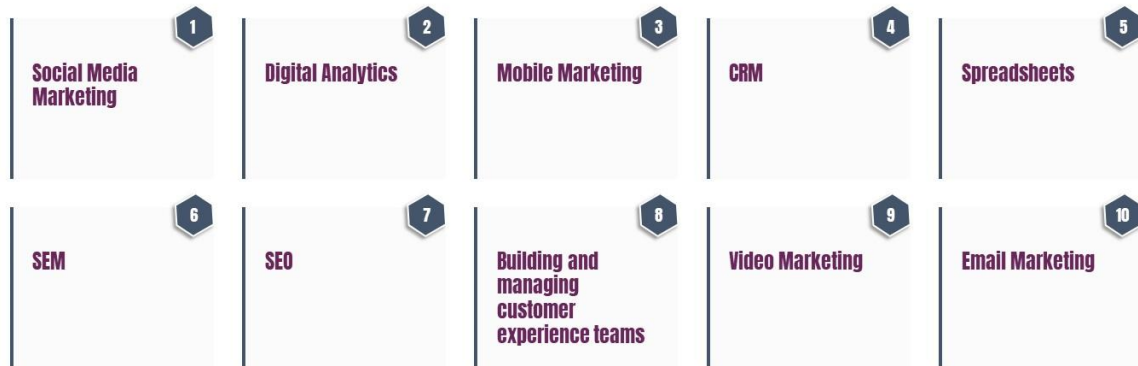 1
Social Media
Marketing
2
Digital Analytics
3
Mobile Marketing
4
CRM
5
Spreadsheets
6
SEM
7
SEO
8
Building and
managing
customer
experience teams
9
Video Marketing
10
Email Marketing